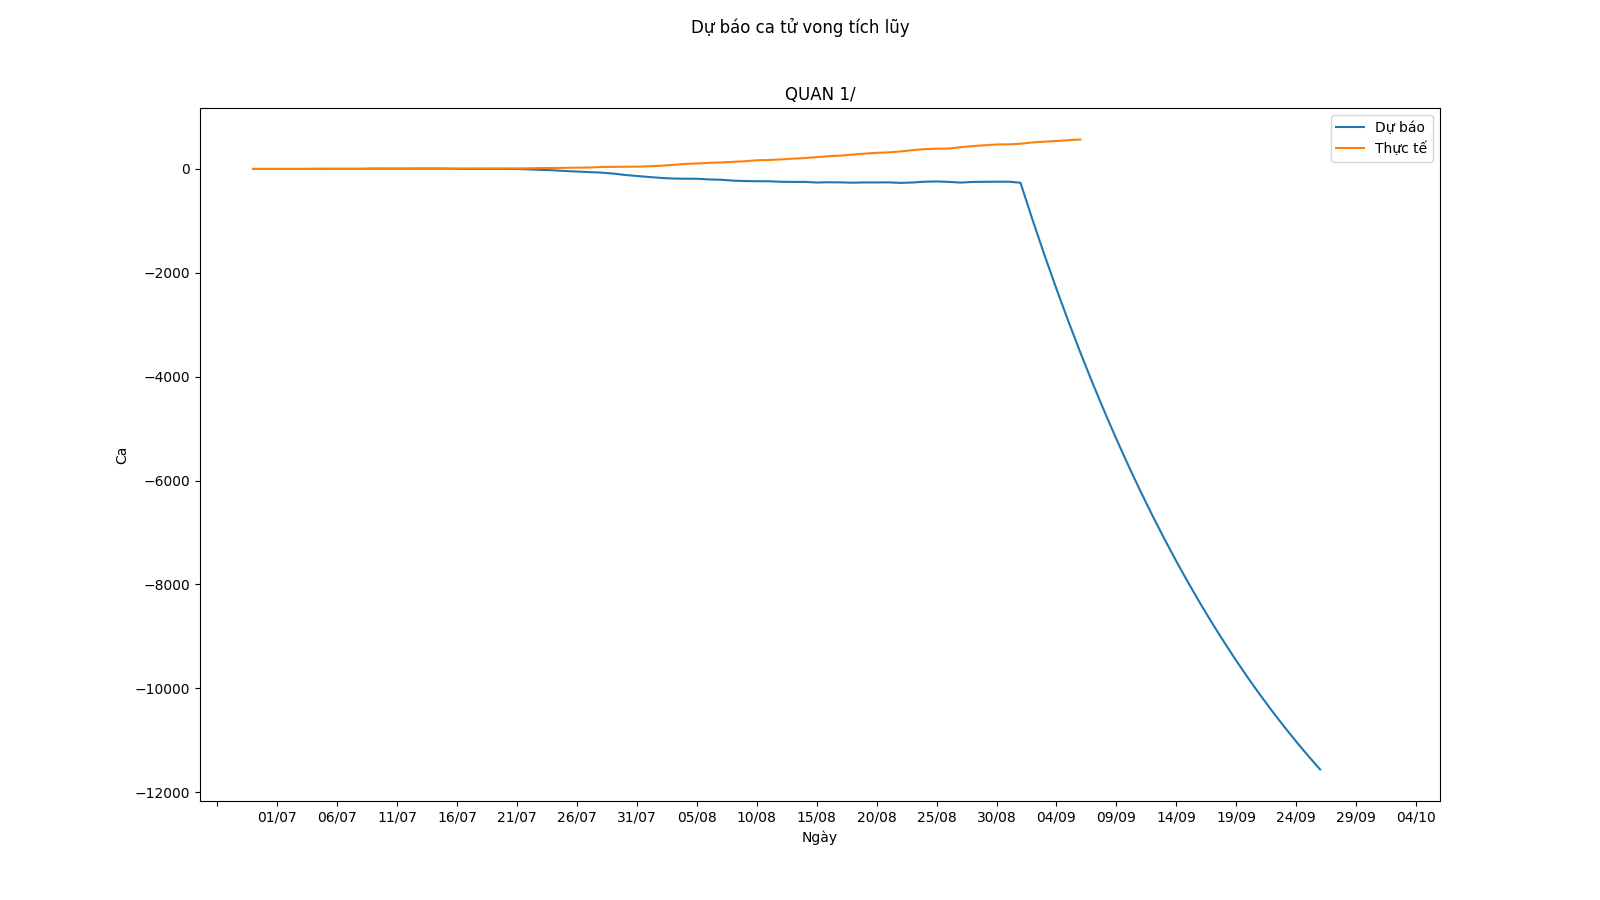 Dự báo ca tử vong tích lũy
QUAN 1/
Dự báo
Thực tế
0
−2000
−4000
−6000
−8000
−10000
−12000
Ca
01/07 06/07 11/07 16/07 21/07 26/07 31/07 05/08 10/08 15/08 20/08 25/08 30/08 04/09 09/09 14/09 19/09 24/09 29/09 04/10
Ngày